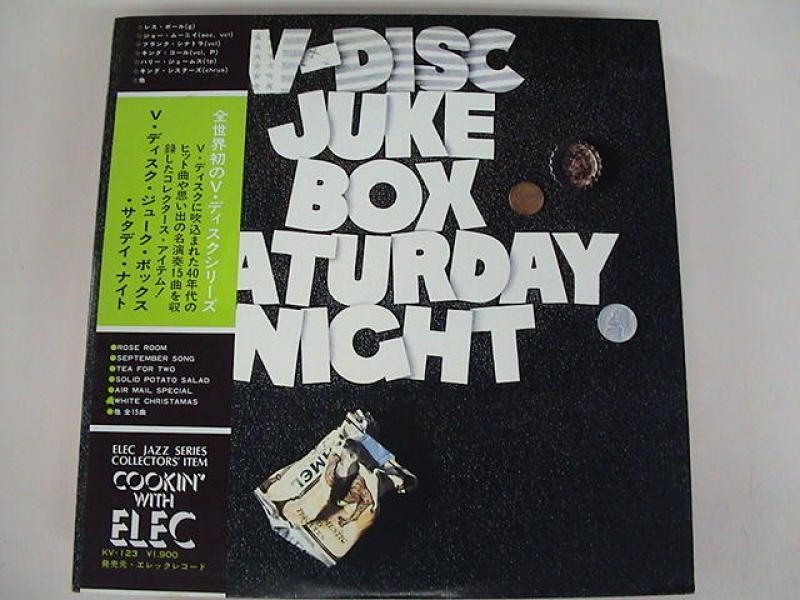 ○レス・ポール(g)
○ジョー・ムーニイ(acc, vcl)
○フランク・シナトラ(vcl)
○キング・コール(vcl, P)
○ハリー・ジェームス(tp)
○キング・シスターズ(chrus)
○他
V-DISC
JUKE
BOX
ATURDAY
NIGHT
全世界初のV・ディスクシリーズ
V・ディスクに吹込まれた40年代の
ヒット曲や思い出の名演奏15曲を収
録したコレクターズ・アイテム!
V・ディスク・ジューク・ボックス
・サタデイ・ナイト
●ROSE ROOM
●SEPTEMBER SONG
●TEA FOR TWO
●SOLID POTATO SALAD
●AIR MAIL SPECIAL
●WHITE CHRISTAMAS
●他 全15曲
ELEC JAZZ SERIES
COLLECTORS' ITEM
COOKIN'
WITH
ELEC
KV-123 ¥1,900
発売元・エレックレコード